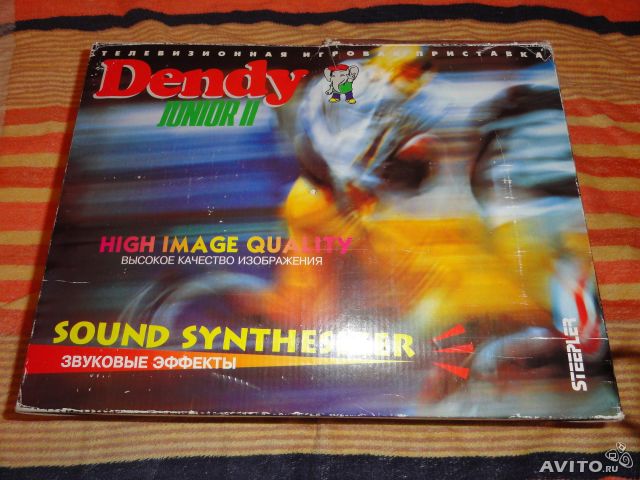 ТЕЛЕВИЗИОННАЯ ИГРОВАЯ ПРИСТАВКА
Dendy
JUNIOR II
HIGH IMAGE QUALITY
ВЫСОКОЕ КАЧЕСТВО ИЗОБРАЖЕНИЯ
SOUND SYNTHESIZER
ЗВУКОВЫЕ ЭФФЕКТЫ
STEEPLER
AVITO.ru